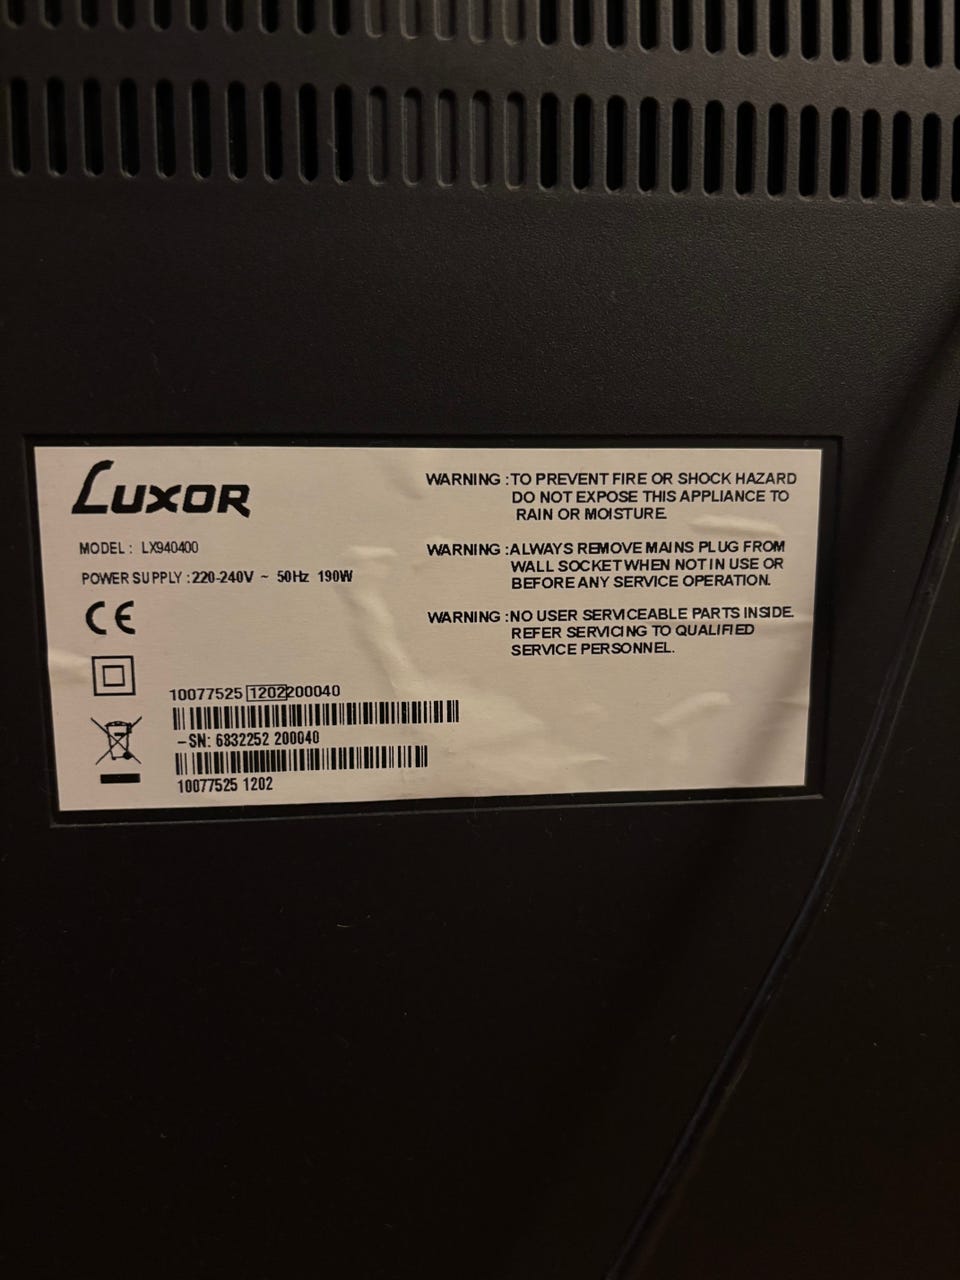 LUXOR
MODEL : LX940400
POWER SUPPLY : 220-240V ~ 50Hz 190W
CE
10077525 1202200040
-SN: 6832252 200040
10077525 1202
WARNING : TO PREVENT FIRE OR SHOCK HAZARD
DO NOT EXPOSE THIS APPLIANCE TO
RAIN OR MOISTURE.
WARNING : ALWAYS REMOVE MAINS PLUG FROM
WALL SOCKET WHEN NOT IN USE OR
BEFORE ANY SERVICE OPERATION.
WARNING : NO USER SERVICEABLE PARTS INSIDE.
REFER SERVICING TO QUALIFIED
SERVICE PERSONNEL.